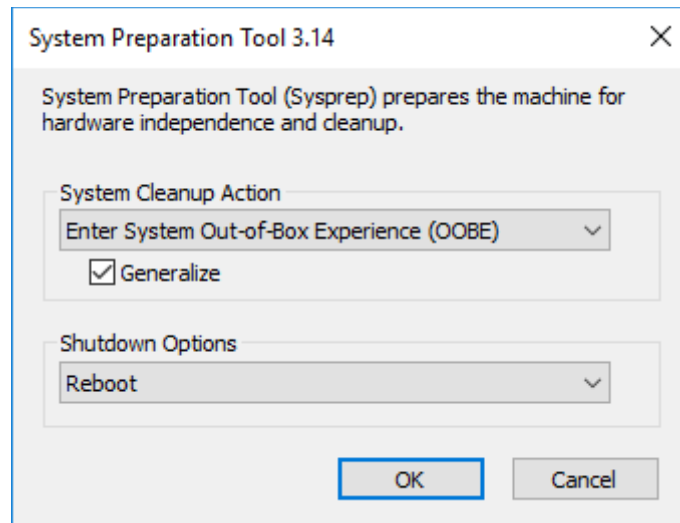 System Preparation Tool 3.14
System Preparation Tool (Sysprep) prepares the machine for
hardware independence and cleanup.
System Cleanup Action
Enter System Out-of-Box Experience (OOBE)
Generalize
Shutdown Options
Reboot
OK
Cancel